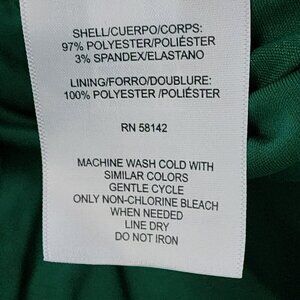 SHELL/CUERPO/CORPS:
97% POLYESTER/POLIÉSTER
3% SPANDEX/ELASTANO
LINING/FORRO/DOUBLURE:
100% POLYESTER /POLIÉSTER
RN 58142
MACHINE WASH COLD WITH
SIMILAR COLORS
GENTLE CYCLE
ONLY NON-CHLORINE BLEACH
WHEN NEEDED
LINE DRY
DO NOT IRON